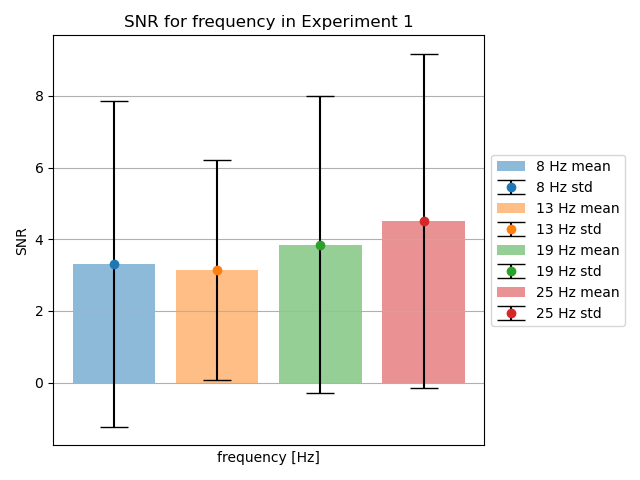 SNR for frequency in Experiment 1
SNR
8
6
4
2
0
frequency [Hz]
8 Hz mean
8 Hz std
13 Hz mean
13 Hz std
19 Hz mean
19 Hz std
25 Hz mean
25 Hz std